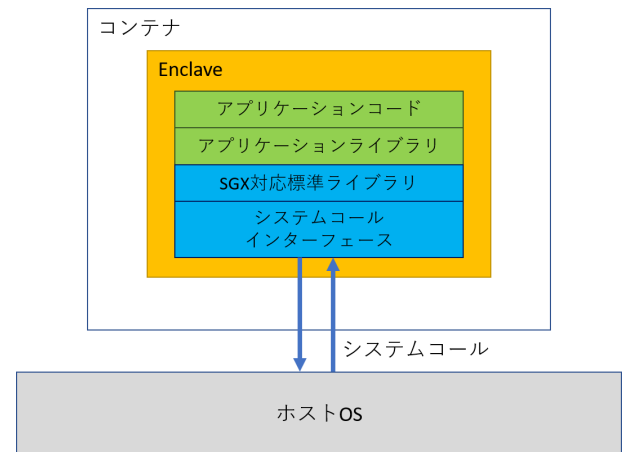 コンテナ
Enclave
アプリケーションコード
アプリケーションライブラリ
SGX対応標準ライブラリ
システムコール
インターフェース
システムコール
ホストOS